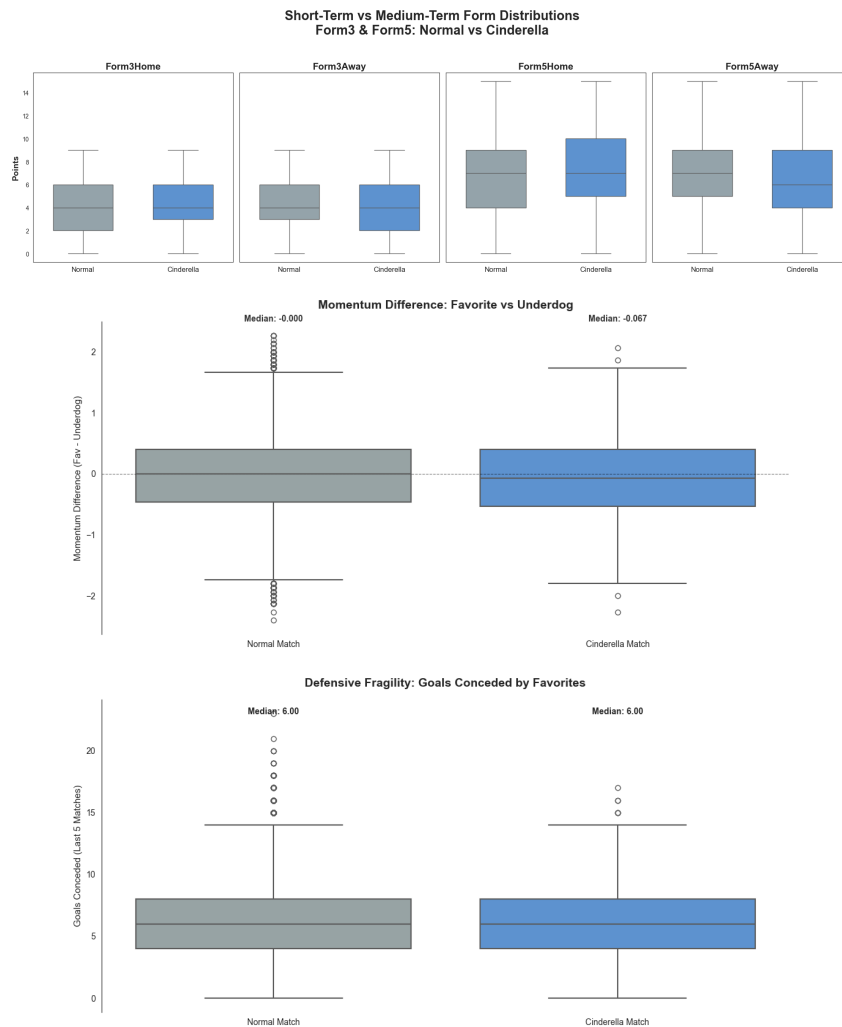 Short-Term vs Medium-Term Form Distributions
Form3 & Form5: Normal vs Cinderella
Form3Home
Form3Away
Form5Home
Form5Away
Points
14
12
10
8
6
4
2
0
Normal
Cinderella
Normal
Cinderella
Normal
Cinderella
Normal
Cinderella
Momentum Difference: Favorite vs Underdog
Median: -0.000
Median: -0.067
Momentum Difference (Fav - Underdog)
2
1
0
−1
−2
Normal Match
Cinderella Match
Defensive Fragility: Goals Conceded by Favorites
Median: 6.00
Median: 6.00
Goals Conceded (Last 5 Matches)
20
15
10
5
0
Normal Match
Cinderella Match